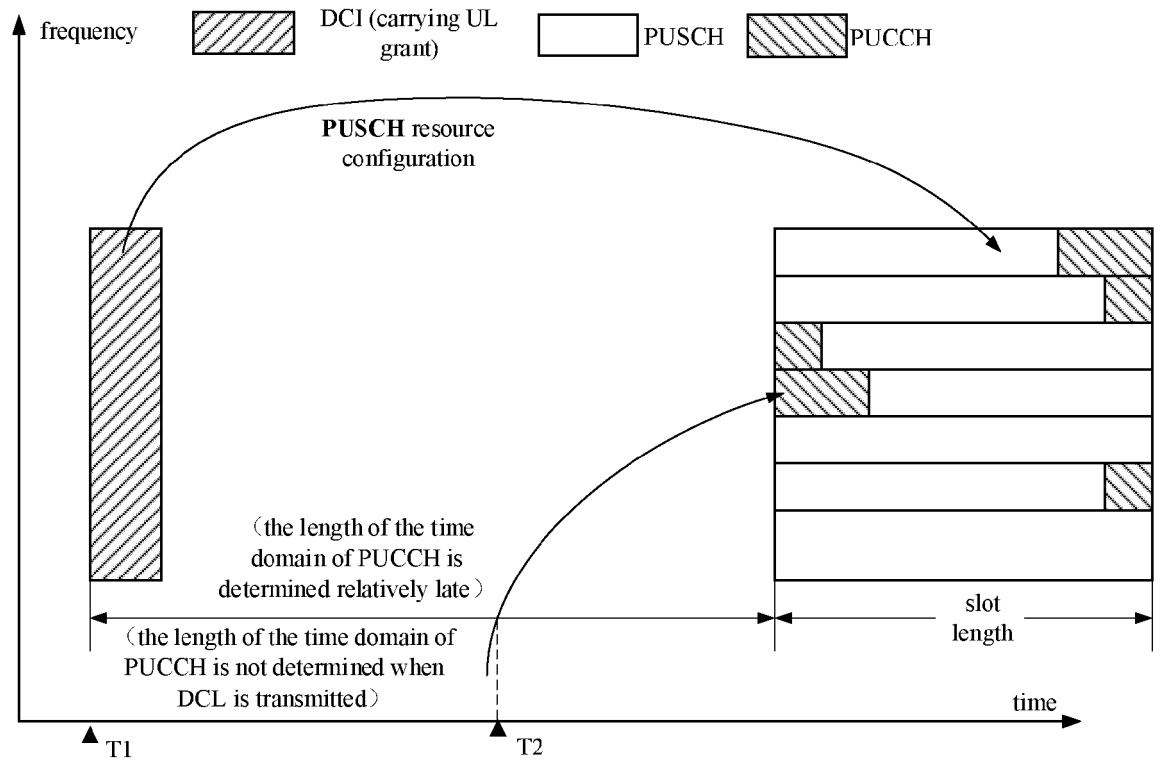 frequency
DCI (carrying UL
grant)
PUSCH
PUCCH
PUSCH resource
configuration
（the length of the time
domain of PUCCH is
determined relatively late）
（the length of the time domain of
PUCCH is not determined when
DCL is transmitted）
slot
length
time
T1
T2